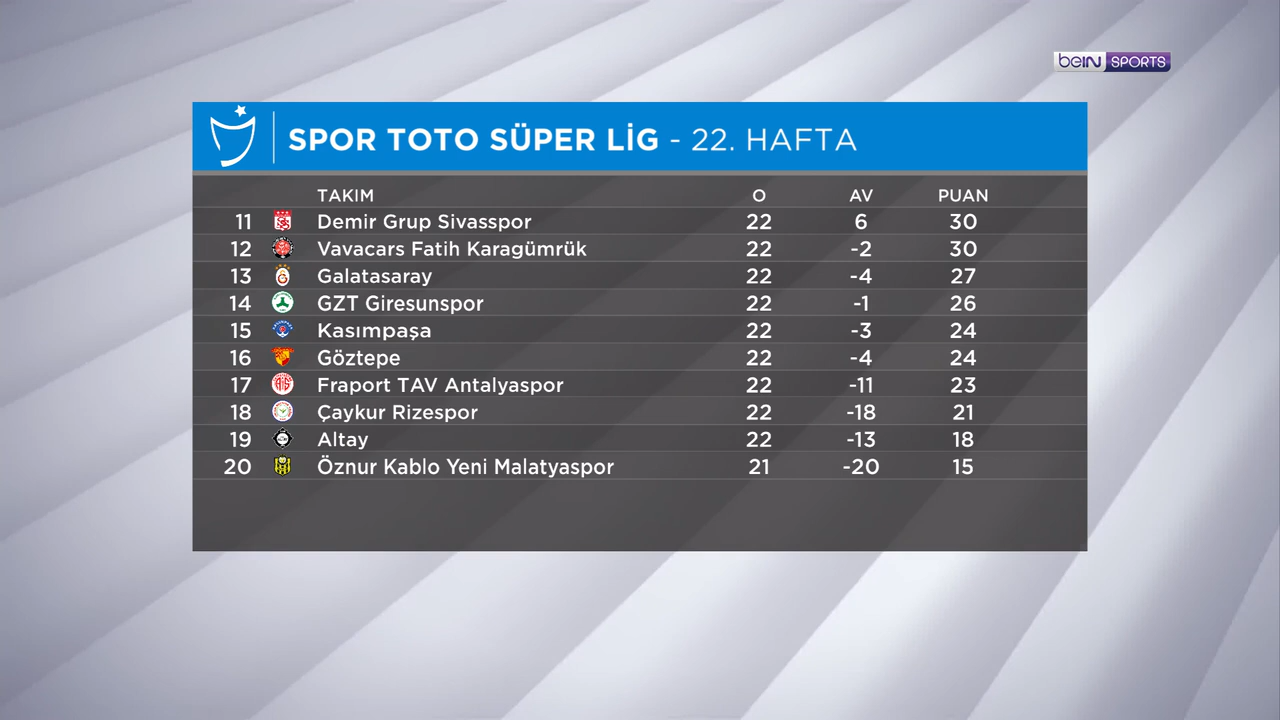 beIN SPORTS
SPOR TOTO SÜPER LİG - 22. HAFTA
TAKIM O AV PUAN
11 Demir Grup Sivasspor 22 6 30
12 Vavacars Fatih Karagümrük 22 -2 30
13 Galatasaray 22 -4 27
14 GZT Giresunspor 22 -1 26
15 Kasımpaşa 22 -3 24
16 Göztepe 22 -4 24
17 Fraport TAV Antalyaspor 22 -11 23
18 Çaykur Rizespor 22 -18 21
19 Altay 22 -13 18
20 Öznur Kablo Yeni Malatyaspor 21 -20 15